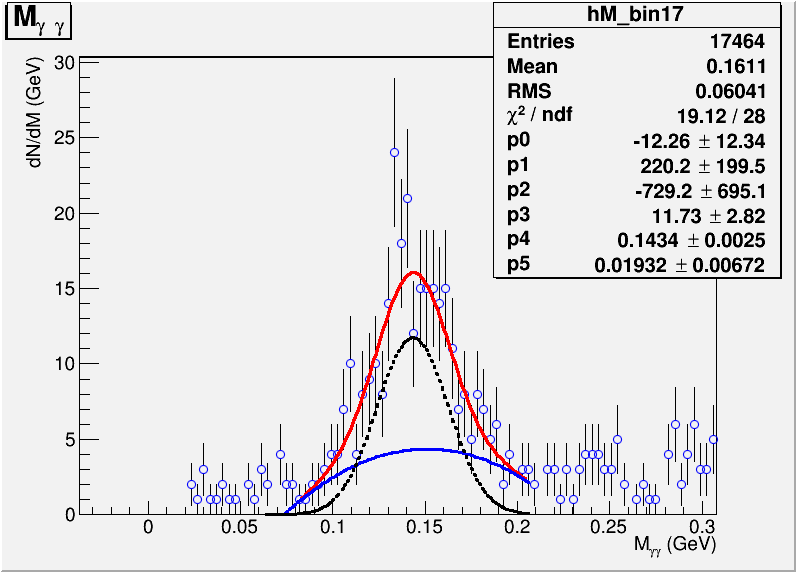 Mγ γ
hM_bin17
Entries 17464
Mean 0.1611
RMS 0.06041
χ² / ndf 19.12 / 28
p0 -12.26 ± 12.34
p1 220.2 ± 199.5
p2 -729.2 ± 695.1
p3 11.73 ± 2.82
p4 0.1434 ± 0.0025
p5 0.01932 ± 0.00672
dN/dM (GeV)
30
25
20
15
10
5
0
0 0.05 0.1 0.15 0.2 0.25 0.3
Mγγ (GeV)